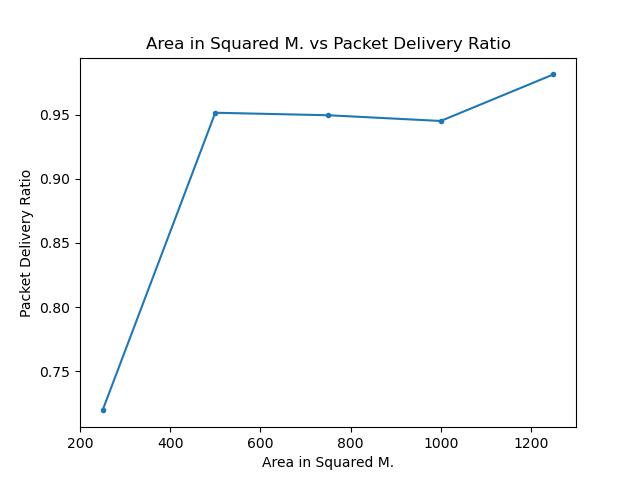 Area in Squared M. vs Packet Delivery Ratio
Packet Delivery Ratio
0.95
0.90
0.85
0.80
0.75
200 400 600 800 1000 1200
Area in Squared M.